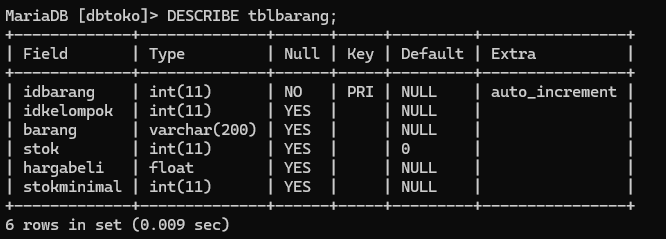 MariaDB [dbtoko]> DESCRIBE tblbarang;
+-------------+--------------+------+-----+---------+----------------+
| Field       | Type         | Null | Key | Default | Extra          |
+-------------+--------------+------+-----+---------+----------------+
| idbarang    | int(11)      | NO   | PRI | NULL    | auto_increment |
| idkelompok  | int(11)      | YES  |     | NULL    |                |
| barang      | varchar(200) | YES  |     | NULL    |                |
| stok        | int(11)      | YES  |     | 0       |                |
| hargabeli   | float        | YES  |     | NULL    |                |
| stokminimal | int(11)      | YES  |     | NULL    |                |
+-------------+--------------+------+-----+---------+----------------+
6 rows in set (0.009 sec)